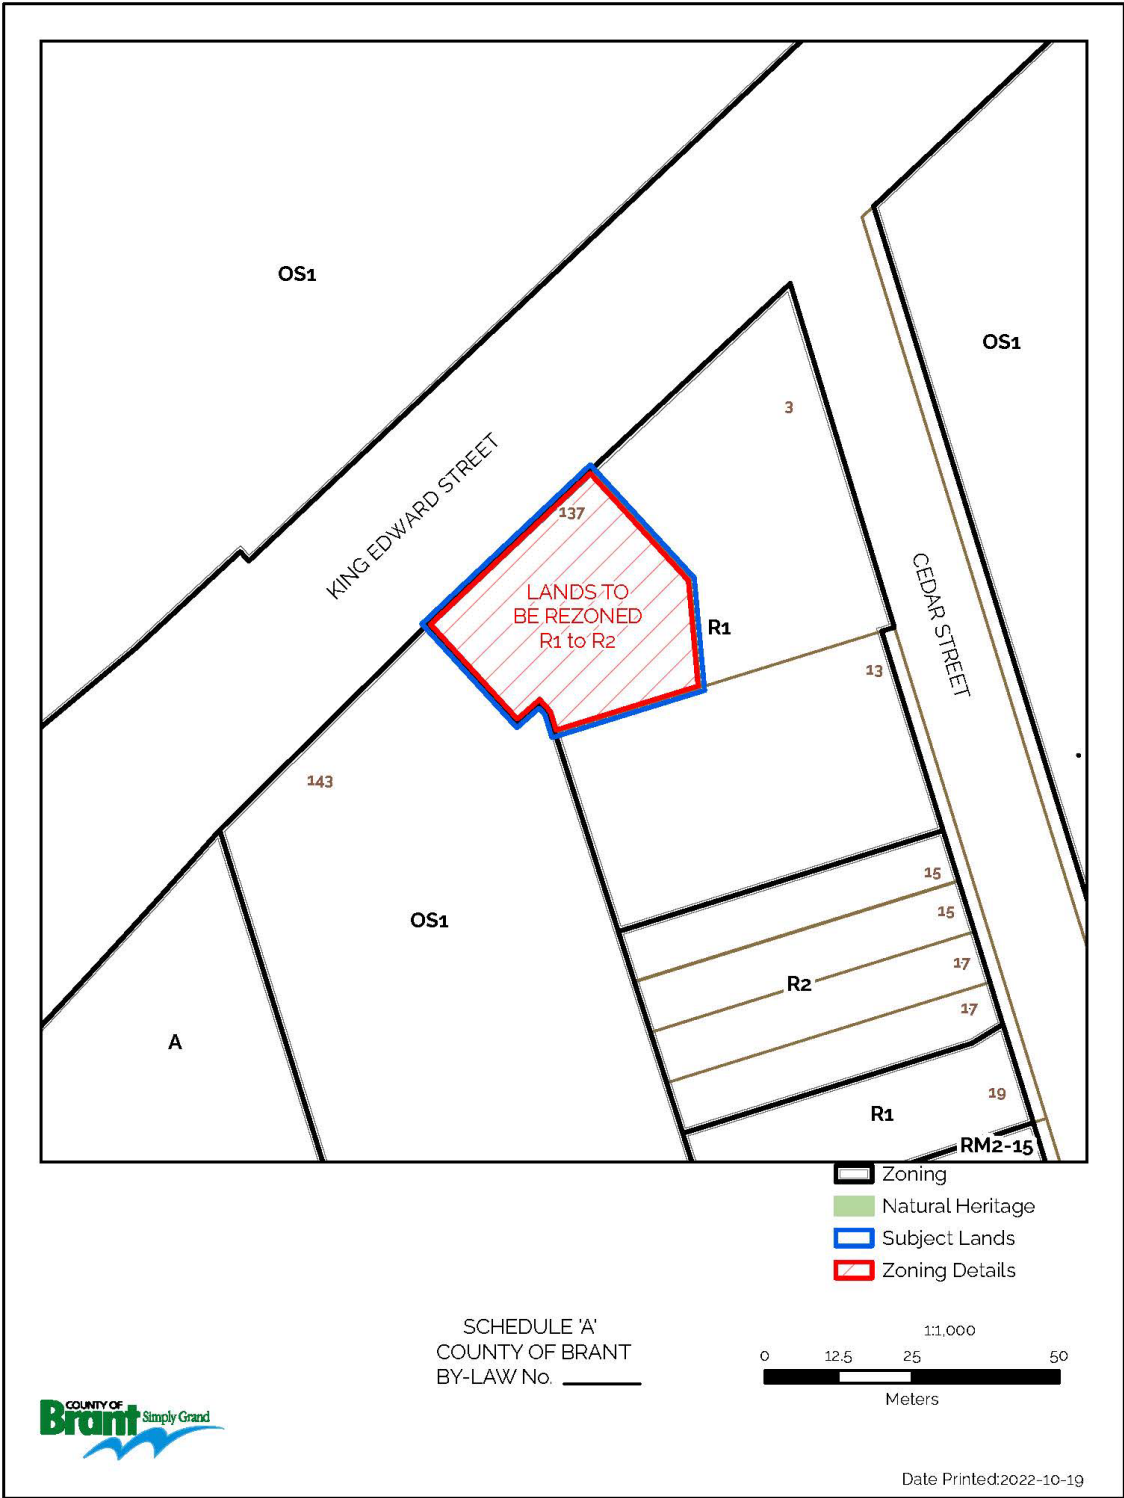 OS1
OS1
3
KING EDWARD STREET
137
CEDAR STREET
LANDS TO
BE REZONED
R1 to R2
R1
13
143
15
15
OS1
17
R2
17
A
19
R1
RM2-15
Zoning
Natural Heritage
Subject Lands
Zoning Details
SCHEDULE 'A'
COUNTY OF BRANT
BY-LAW No.
1:1,000
0 12.5 25 50
Meters
COUNTY OF
Brant Simply Grand
Date Printed:2022-10-19